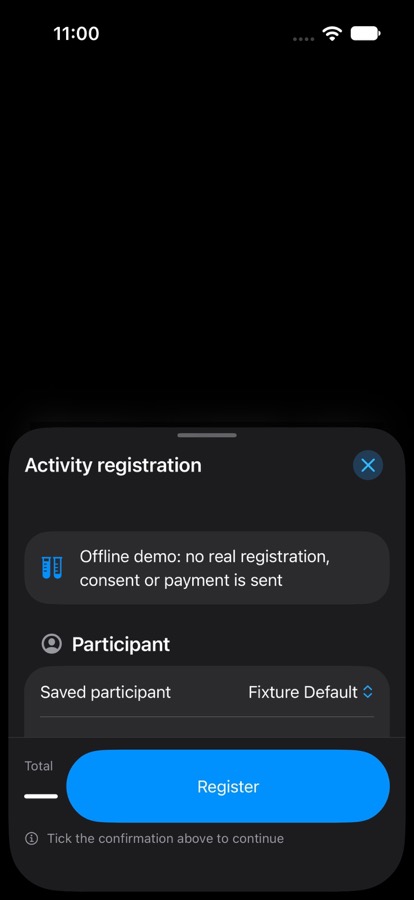 11:00
Activity registration
Offline demo: no real registration,
consent or payment is sent
Participant
Saved participant
Fixture Default
Total
—
Register
Tick the confirmation above to continue